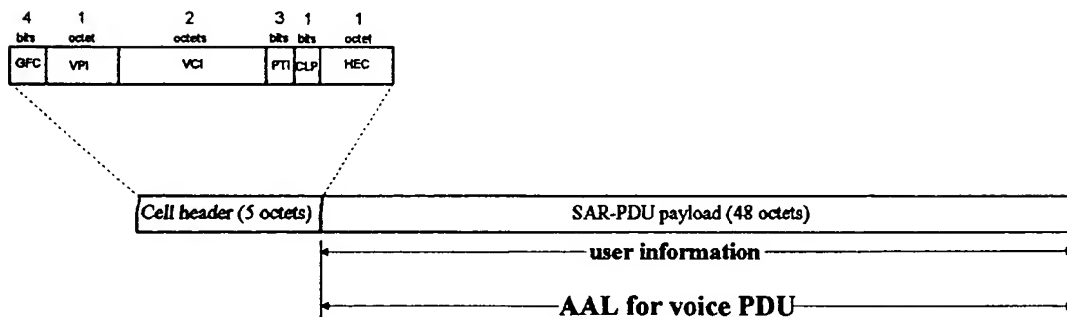 4 1 2 3 1 1
bits octet octets bits bits octet
GFC VPI VCI PTI CLP HEC
Cell header (5 octets) SAR-PDU payload (48 octets)
user information
AAL for voice PDU